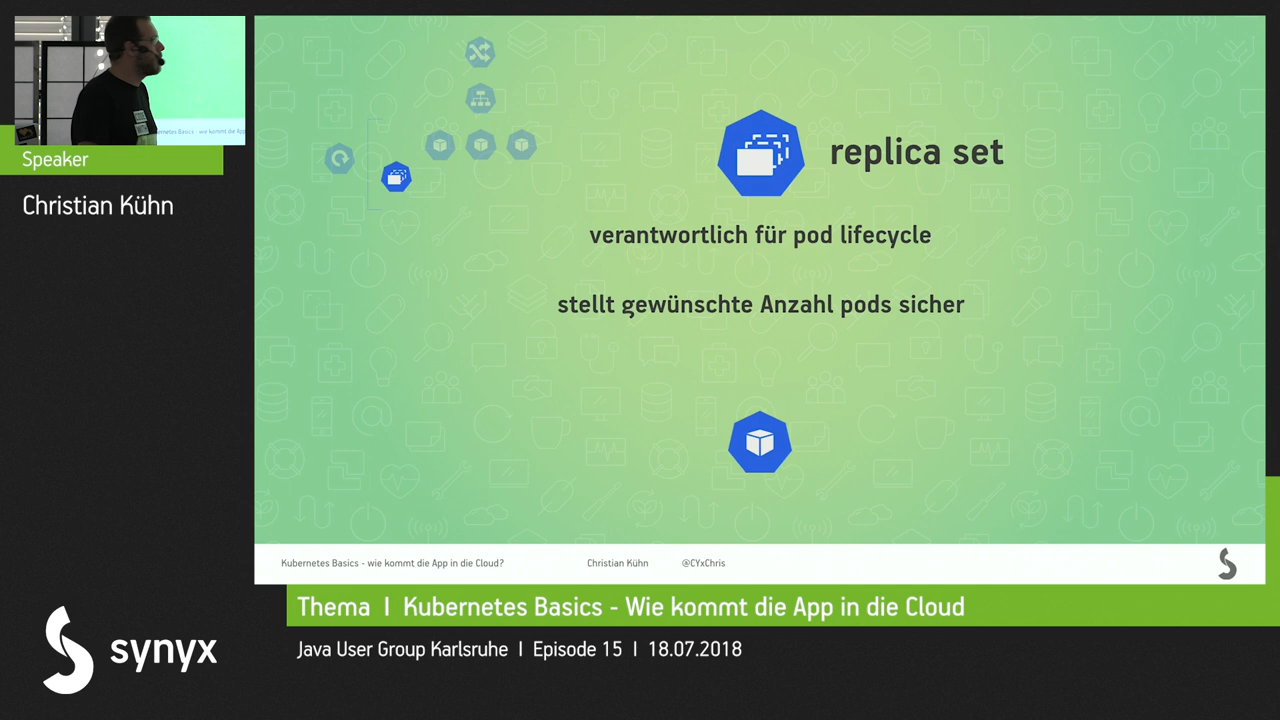 Speaker
Christian Kühn
replica set
verantwortlich für pod lifecycle
stellt gewünschte Anzahl pods sicher
Kubernetes Basics - wie kommt die App in die Cloud?
Christian Kühn
@CYxChris
Thema I Kubernetes Basics - Wie kommt die App in die Cloud
Java User Group Karlsruhe I Episode 15 I 18.07.2018
synyx